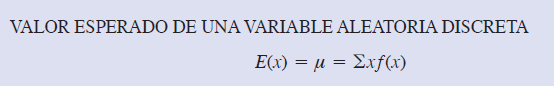 VALOR ESPERADO DE UNA VARIABLE ALEATORIA DISCRETA
E(x) = μ = Σxf(x)